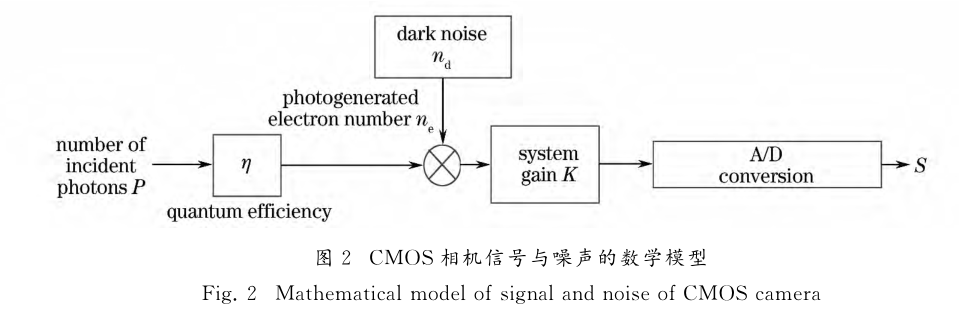 dark noise
n_d
photogenerated
electron number n_e
number of
incident
photons P
η
quantum efficiency
system
gain K
A/D
conversion
S
图 2 CMOS 相机信号与噪声的数学模型
Fig. 2 Mathematical model of signal and noise of CMOS camera